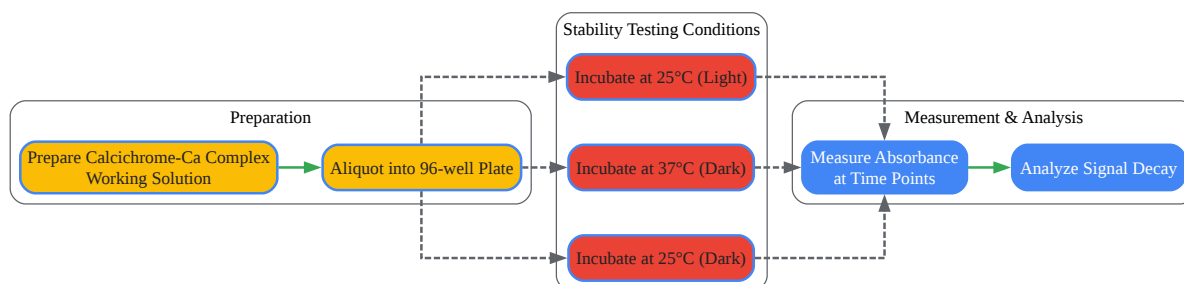 Stability Testing Conditions
Incubate at 25°C (Light)
Preparation
Measurement & Analysis
Prepare Calcichrome-Ca Complex
Working Solution
Aliquot into 96-well Plate
Incubate at 37°C (Dark)
Measure Absorbance
at Time Points
Analyze Signal Decay
Incubate at 25°C (Dark)